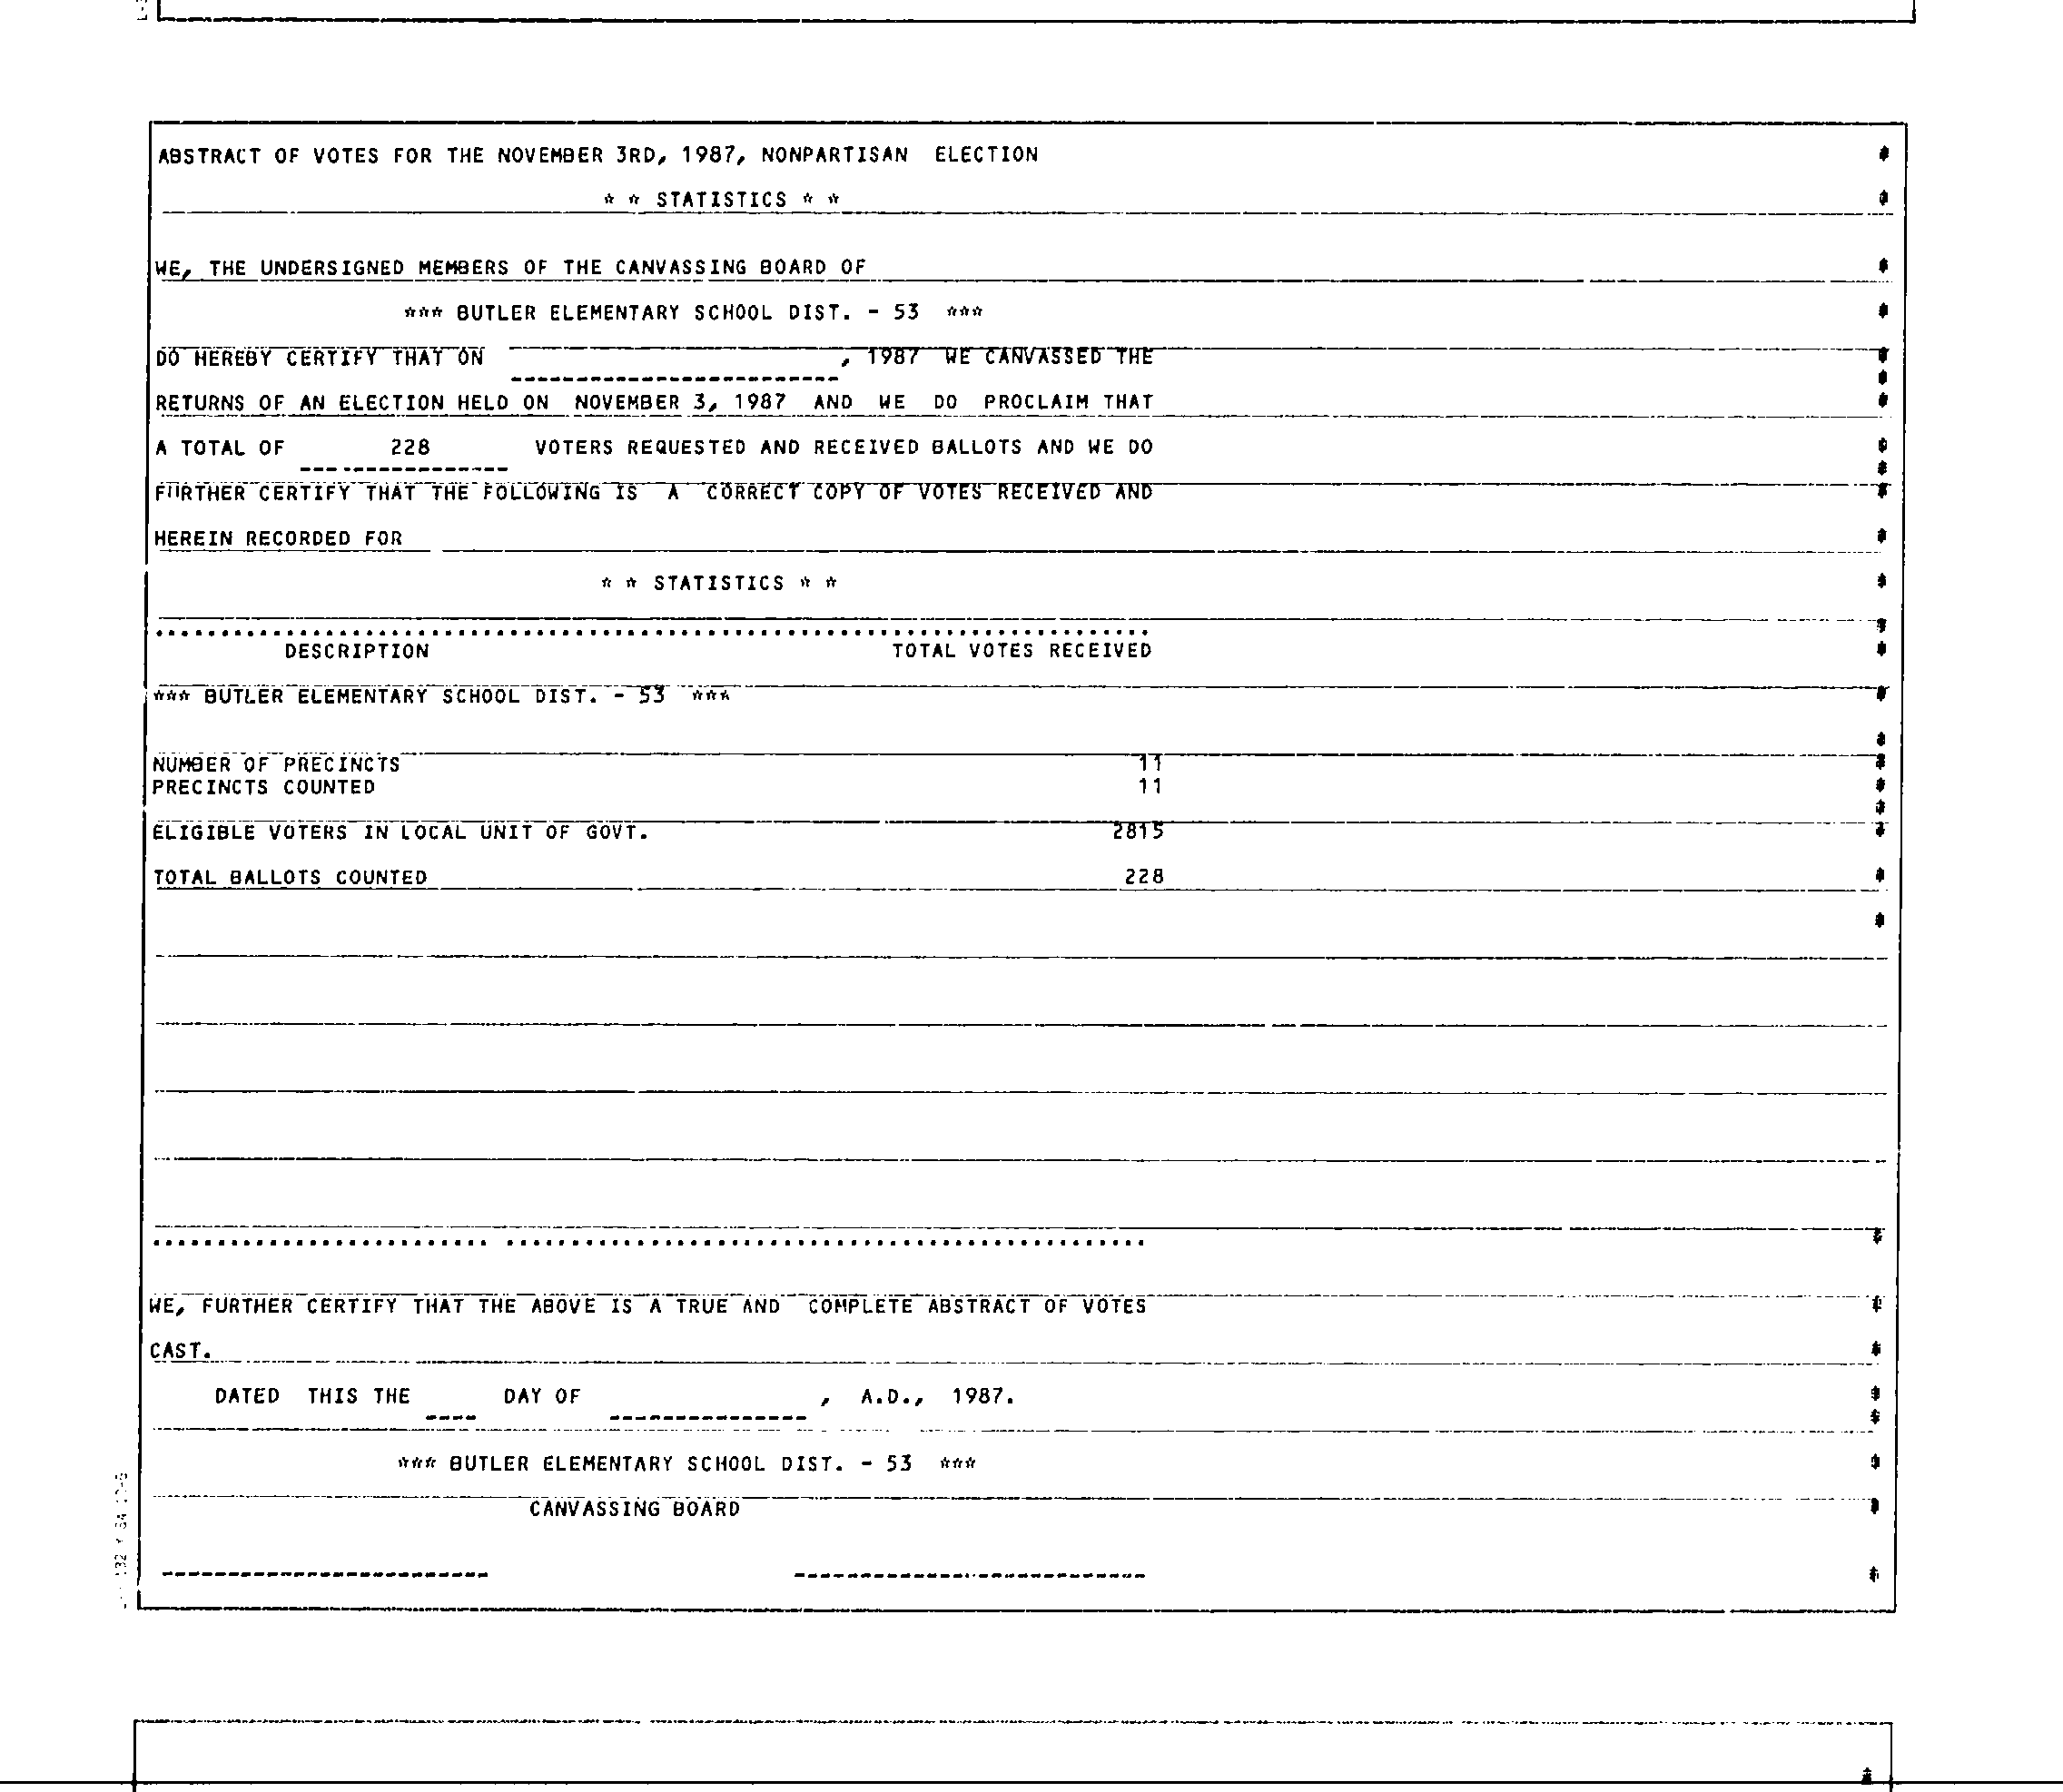 ABSTRACT OF VOTES FOR THE NOVEMBER 3RD, 1987, NONPARTISAN ELECTION
* * STATISTICS * *
WE, THE UNDERSIGNED MEMBERS OF THE CANVASSING BOARD OF
*** BUTLER ELEMENTARY SCHOOL DIST. - 53 ***
DO HEREBY CERTIFY THAT ON , 1987 WE CANVASSED THE
RETURNS OF AN ELECTION HELD ON NOVEMBER 3, 1987 AND WE DO PROCLAIM THAT
A TOTAL OF 228 VOTERS REQUESTED AND RECEIVED BALLOTS AND WE DO
FURTHER CERTIFY THAT THE FOLLOWING IS A CORRECT COPY OF VOTES RECEIVED AND
HEREIN RECORDED FOR
* * STATISTICS * *
DESCRIPTION TOTAL VOTES RECEIVED
*** BUTLER ELEMENTARY SCHOOL DIST. - 53 ***
NUMBER OF PRECINCTS 11
PRECINCTS COUNTED 11
ELIGIBLE VOTERS IN LOCAL UNIT OF GOVT. 2815
TOTAL BALLOTS COUNTED 228
WE, FURTHER CERTIFY THAT THE ABOVE IS A TRUE AND COMPLETE ABSTRACT OF VOTES
CAST.
DATED THIS THE DAY OF , A.D., 1987.
*** BUTLER ELEMENTARY SCHOOL DIST. - 53 ***
CANVASSING BOARD